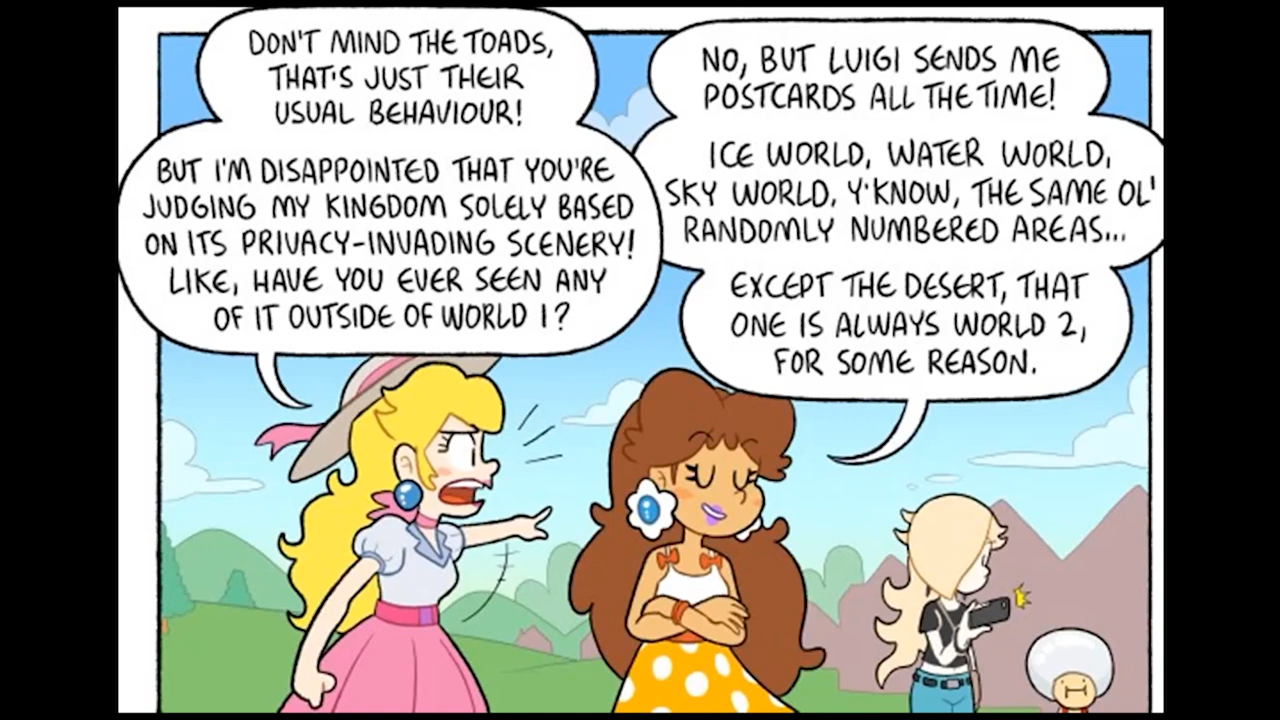 DON'T MIND THE TOADS,
THAT'S JUST THEIR
USUAL BEHAVIOUR!
BUT I'M DISAPPOINTED THAT YOU'RE
JUDGING MY KINGDOM SOLELY BASED
ON ITS PRIVACY-INVADING SCENERY!
LIKE, HAVE YOU EVER SEEN ANY
OF IT OUTSIDE OF WORLD 1?
NO, BUT LUIGI SENDS ME
POSTCARDS ALL THE TIME!
ICE WORLD, WATER WORLD,
SKY WORLD, Y'KNOW, THE SAME OL'
RANDOMLY NUMBERED AREAS...
EXCEPT THE DESERT, THAT
ONE IS ALWAYS WORLD 2,
FOR SOME REASON.